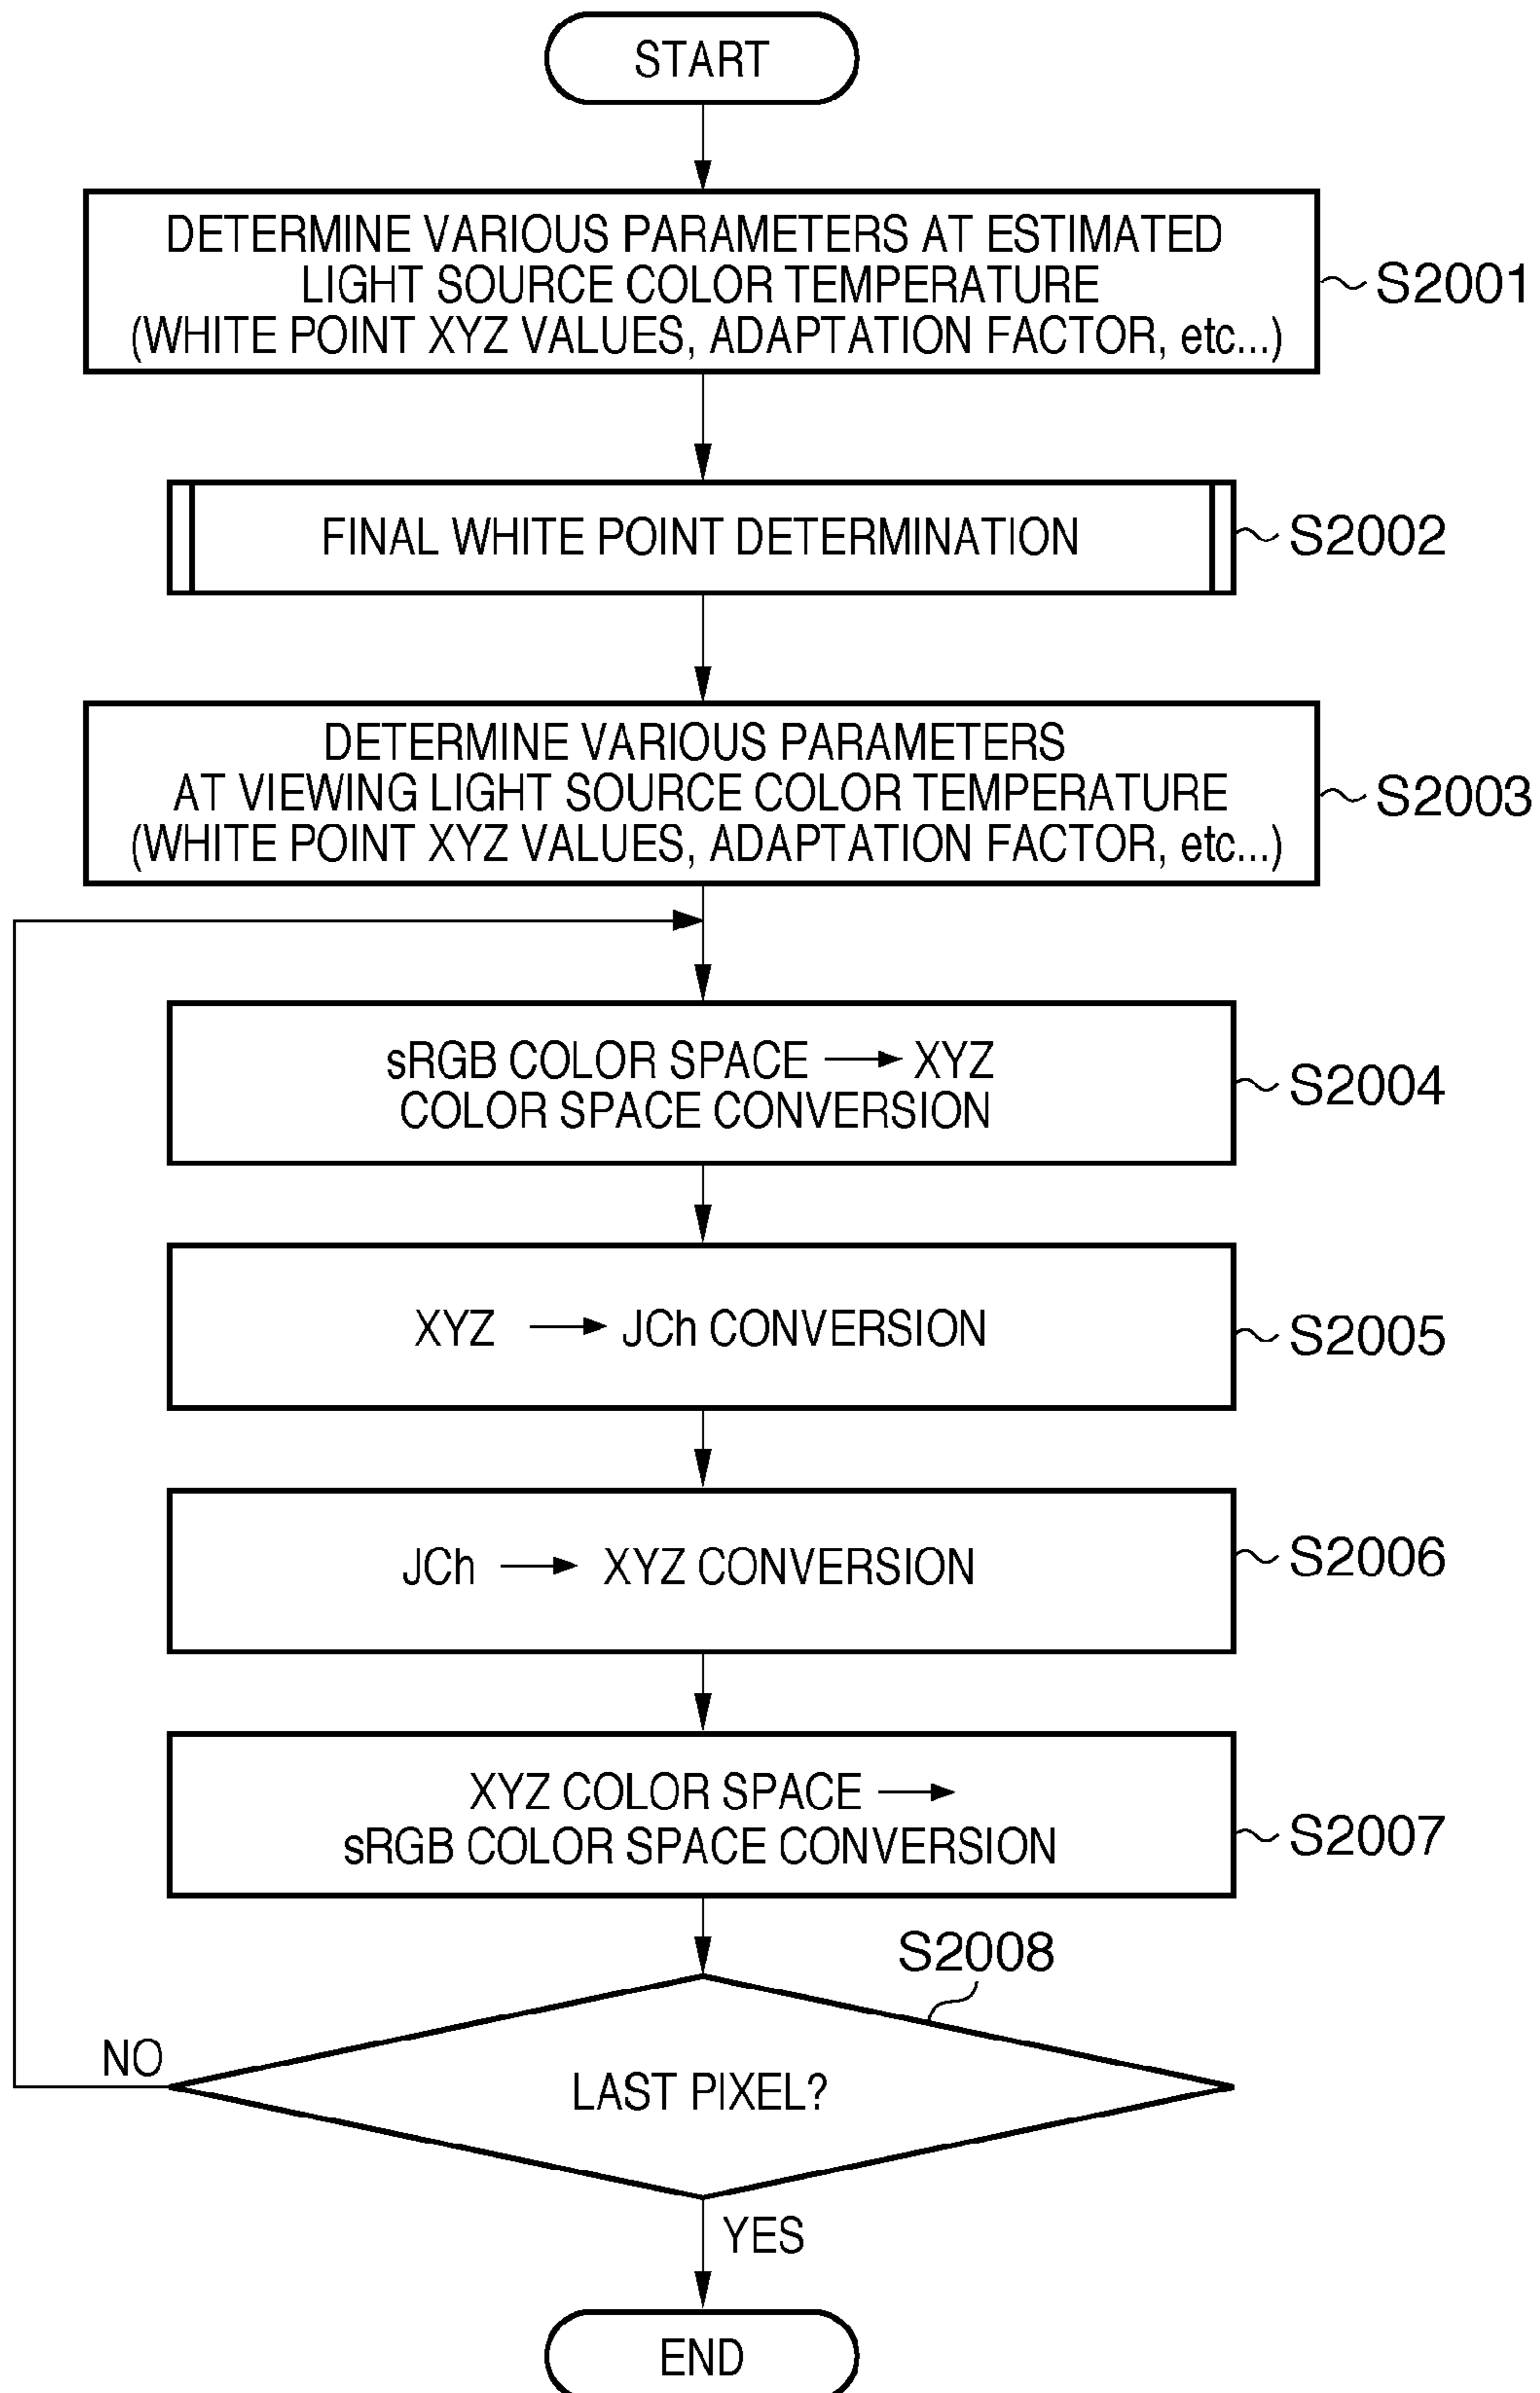 START
DETERMINE VARIOUS PARAMETERS AT ESTIMATED
LIGHT SOURCE COLOR TEMPERATURE
(WHITE POINT XYZ VALUES, ADAPTATION FACTOR, etc...)
S2001
FINAL WHITE POINT DETERMINATION
S2002
DETERMINE VARIOUS PARAMETERS
AT VIEWING LIGHT SOURCE COLOR TEMPERATURE
(WHITE POINT XYZ VALUES, ADAPTATION FACTOR, etc...)
S2003
sRGB COLOR SPACE → XYZ
COLOR SPACE CONVERSION
S2004
XYZ → JCh CONVERSION
S2005
JCh → XYZ CONVERSION
S2006
XYZ COLOR SPACE →
sRGB COLOR SPACE CONVERSION
S2007
S2008
NO
LAST PIXEL?
YES
END